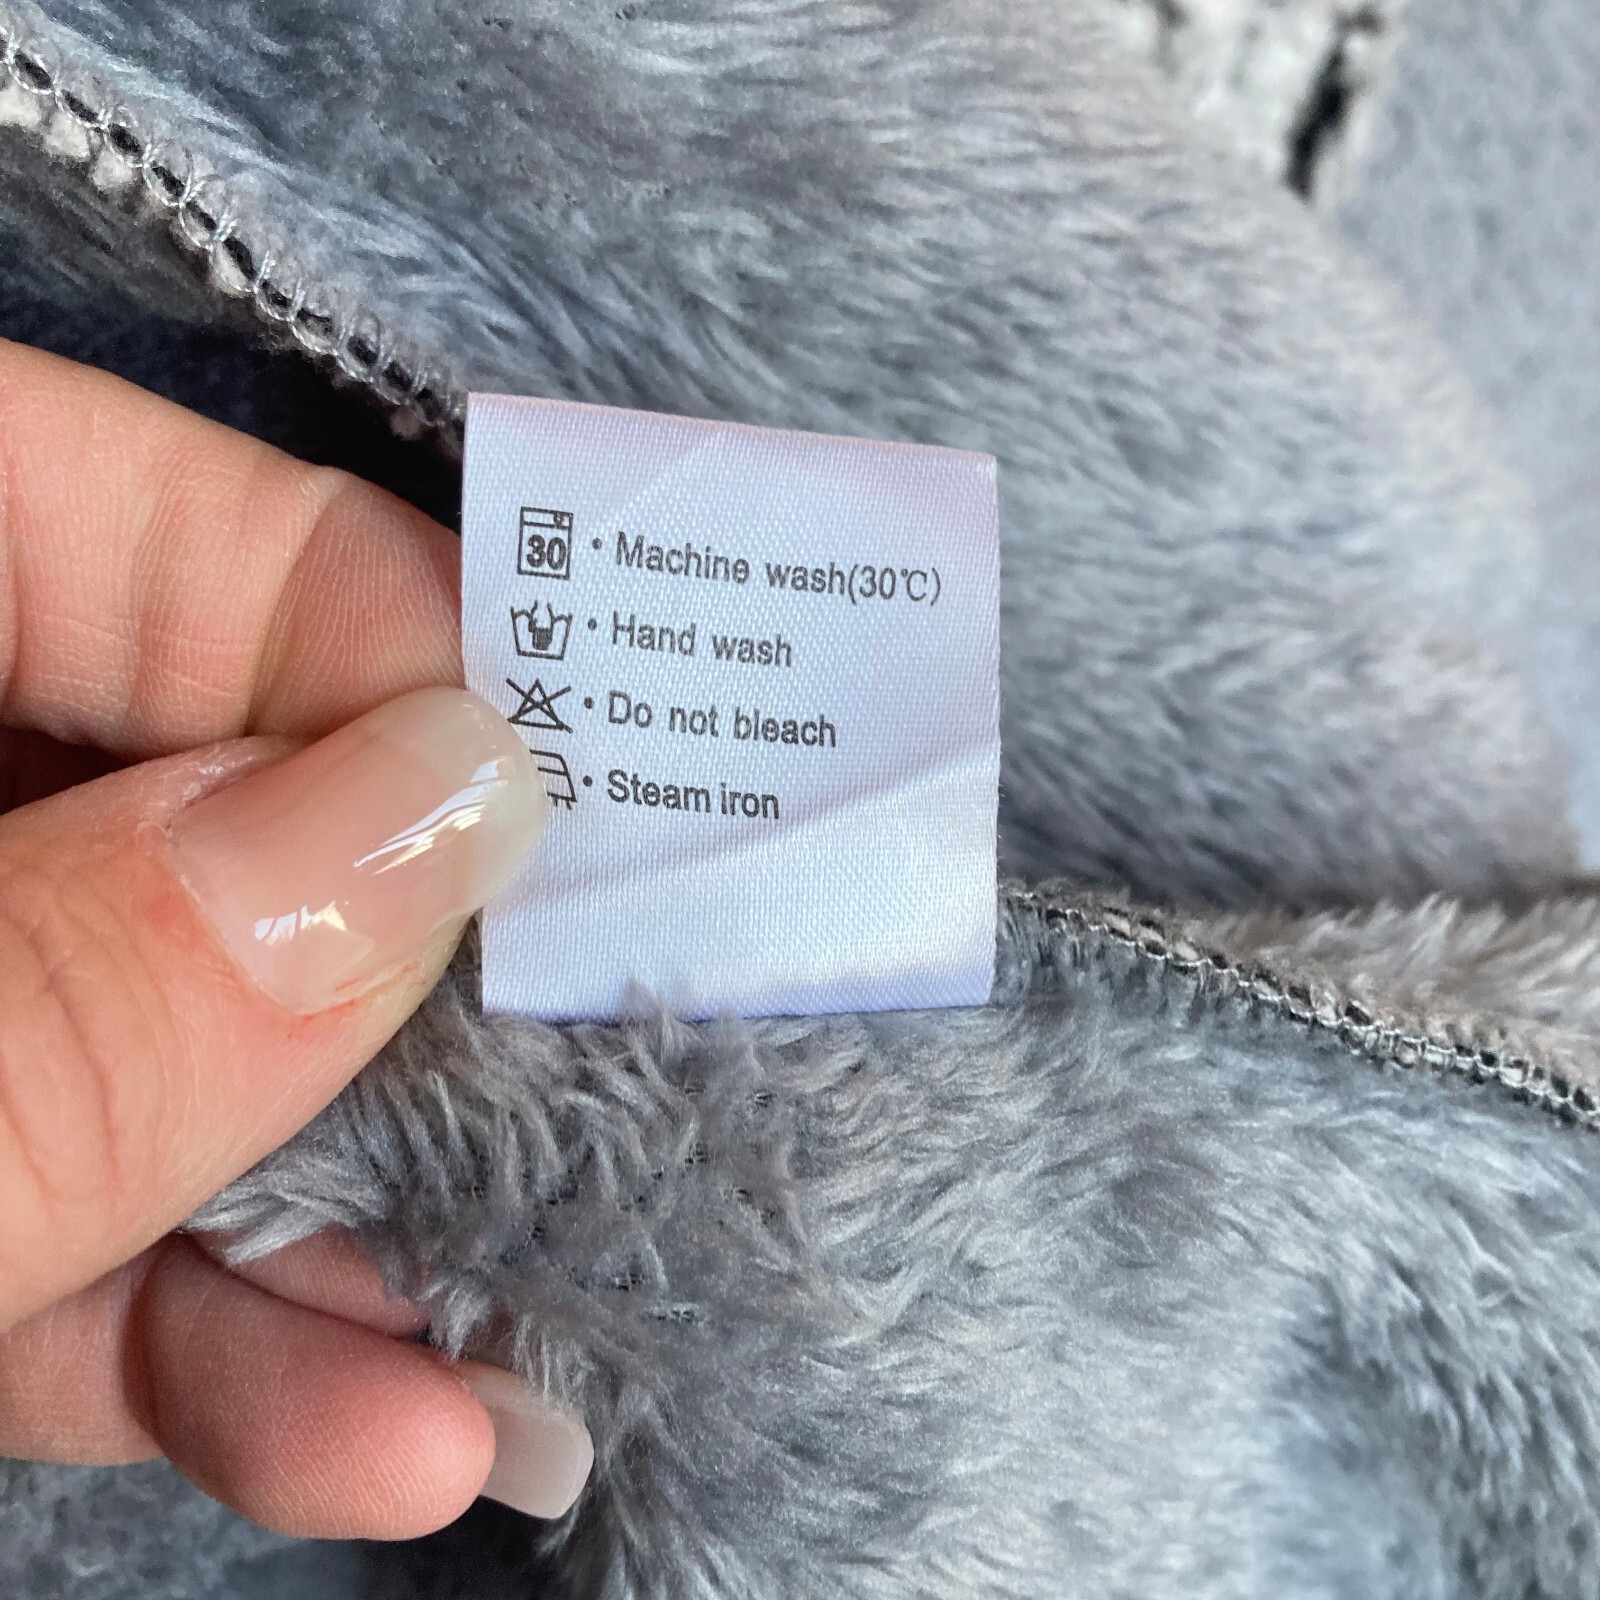 30 • Machine wash(30℃)
• Hand wash
• Do not bleach
• Steam iron